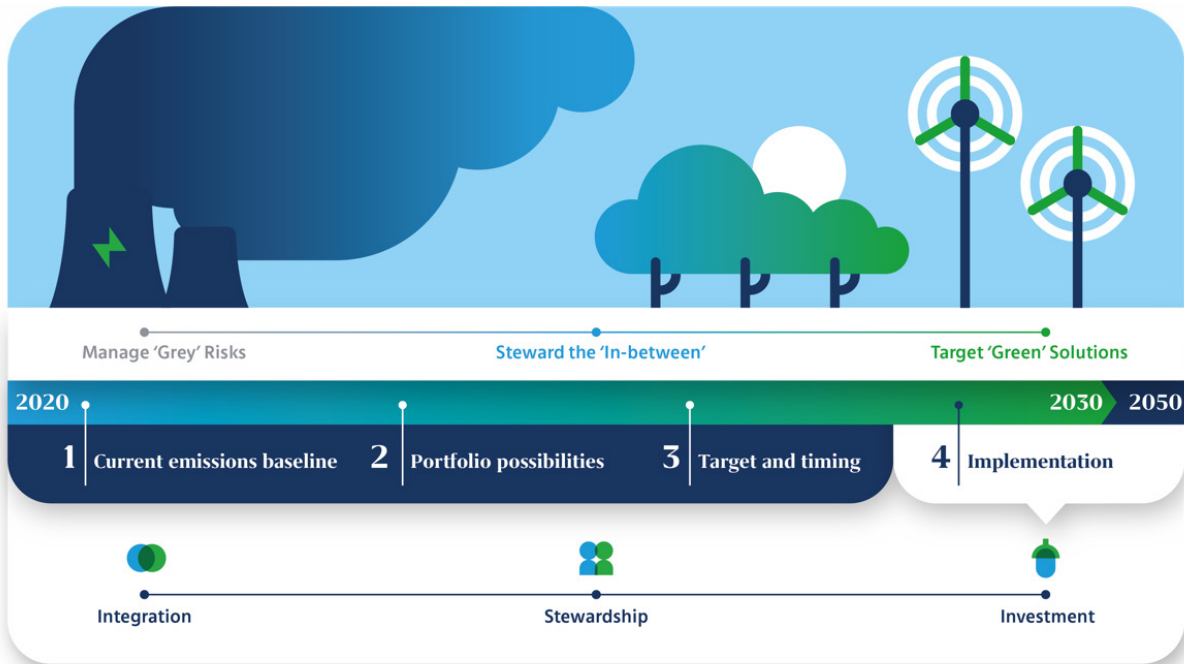 Manage ‘Grey’ Risks
Steward the ‘In-between’
Target ‘Green’ Solutions
2020
2030
2050
1 Current emissions baseline
2 Portfolio possibilities
3 Target and timing
4 Implementation
Integration
Stewardship
Investment